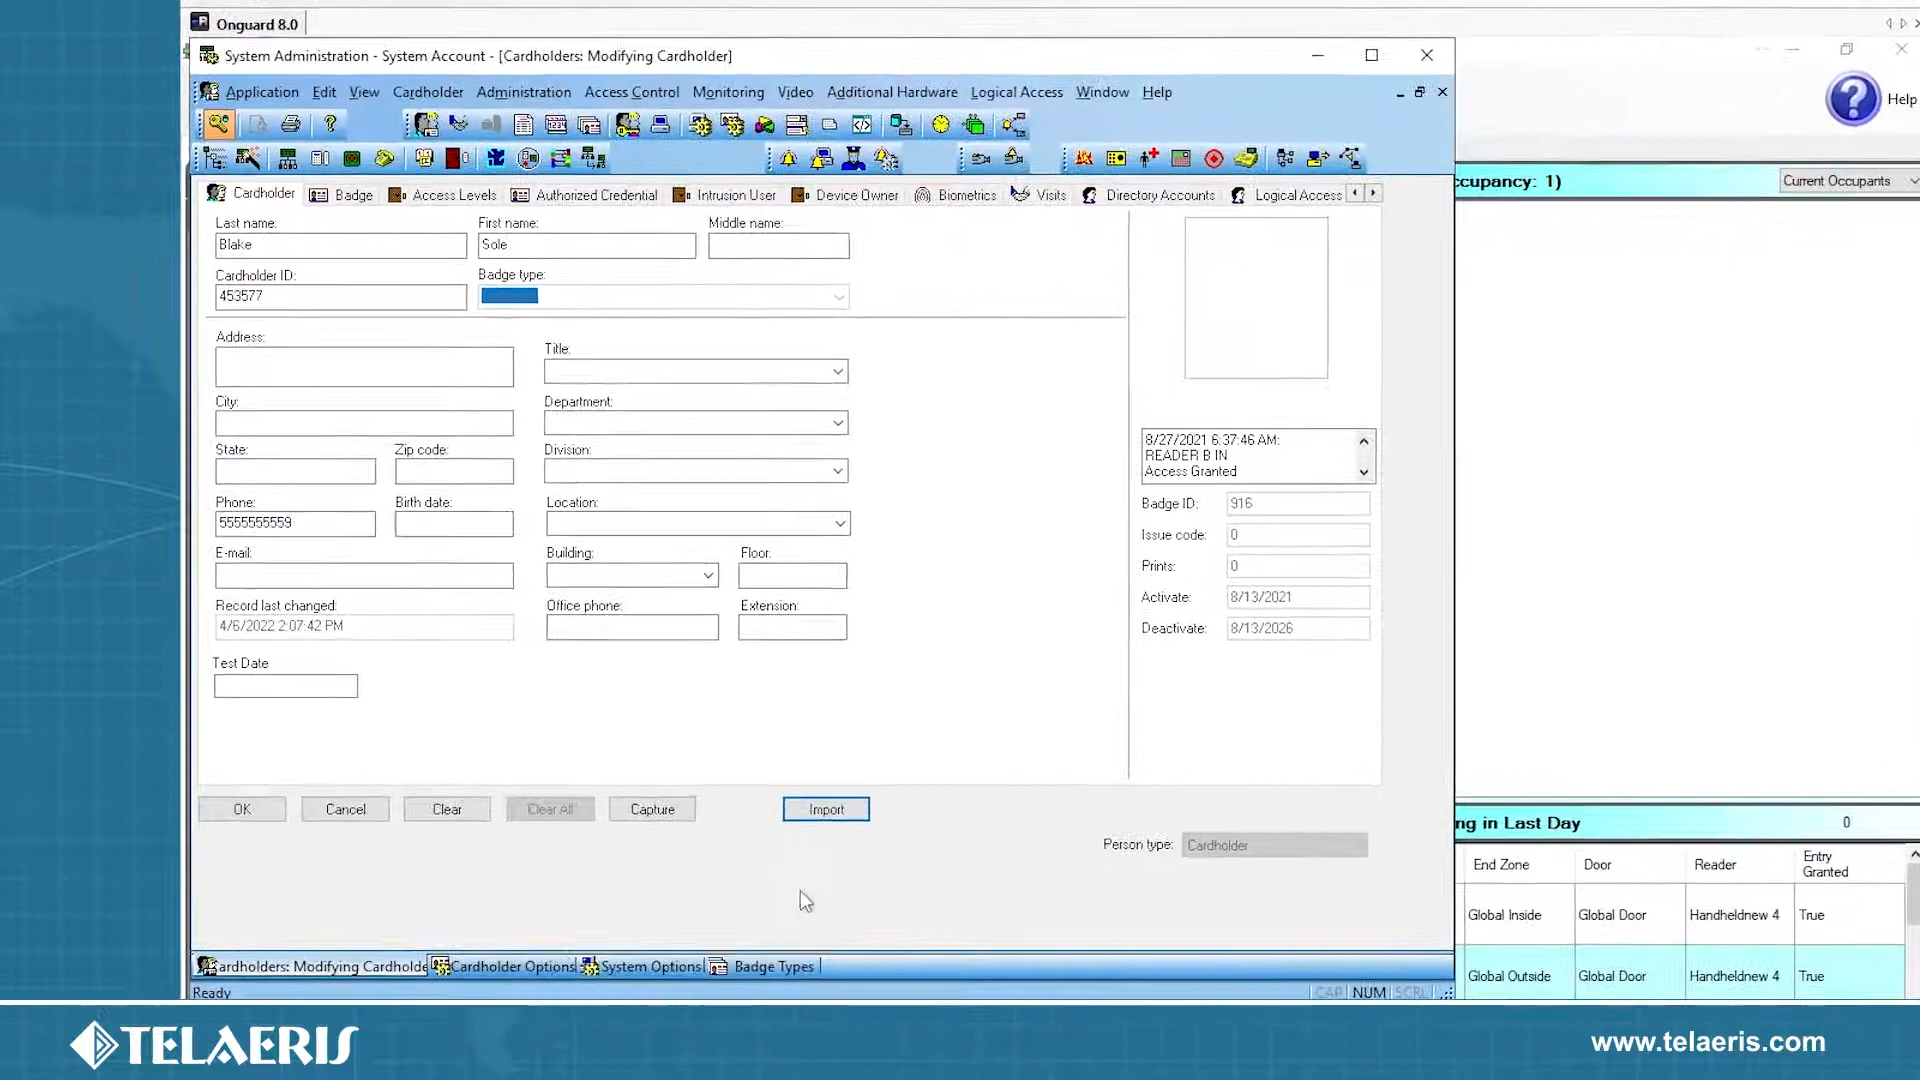 Onguard 8.0
System Administration - System Account - [Cardholders: Modifying Cardholder]
Application Edit View Cardholder Administration Access Control Monitoring Video Additional Hardware Logical Access Window Help
Help
Cardholder Badge Access Levels Authorized Credential Intrusion User Device Owner Biometrics Visits Directory Accounts Logical Access
ccupancy: 1) Current Occupants
Last name: First name: Middle name:
Blake Sole
Cardholder ID: Badge type:
453577
Address: Title:
City: Department:
State: Zip code: Division:
Phone: Birth date: Location:
5555555559
E-mail: Building: Floor:
Record last changed: Office phone: Extension:
4/6/2022 2:07:42 PM
Test Date
8/27/2021 6:37:46 AM:
READER B IN
Access Granted
Badge ID: 916
Issue code: 0
Prints: 0
Activate: 8/13/2021
Deactivate: 8/13/2026
OK Cancel Clear Clear All Capture Import
Person type: Cardholder
ng in Last Day 0
End Zone Door Reader Entry Granted
Global Inside Global Door Handheldnew 4 True
Global Outside Global Door Handheldnew 4 True
ardholders: Modifying Cardholde Cardholder Options System Options Badge Types
Ready CAP NUM SCRL
TELAERIS
www.telaeris.com